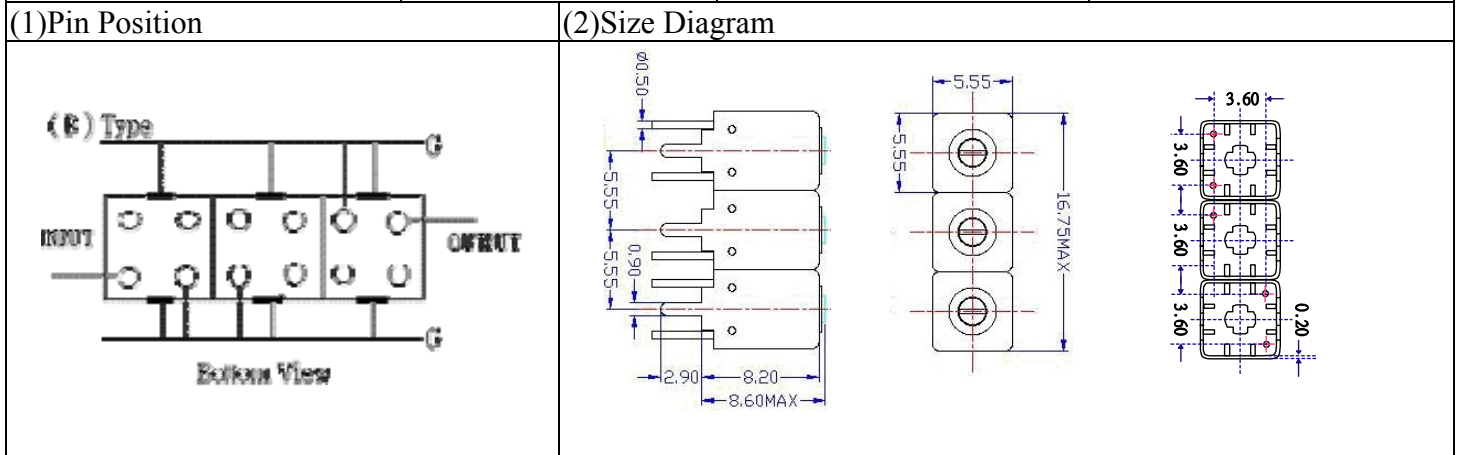 (1)Pin Position
(2)Size Diagram
(B) Type
G
INPUT
OUTPUT
G
Bottom View
ø0.50
5.55
5.55
0.90
2.90
8.20
8.60MAX
5.55
5.55
16.75MAX
3.60
3.60
3.60
3.60
0.20